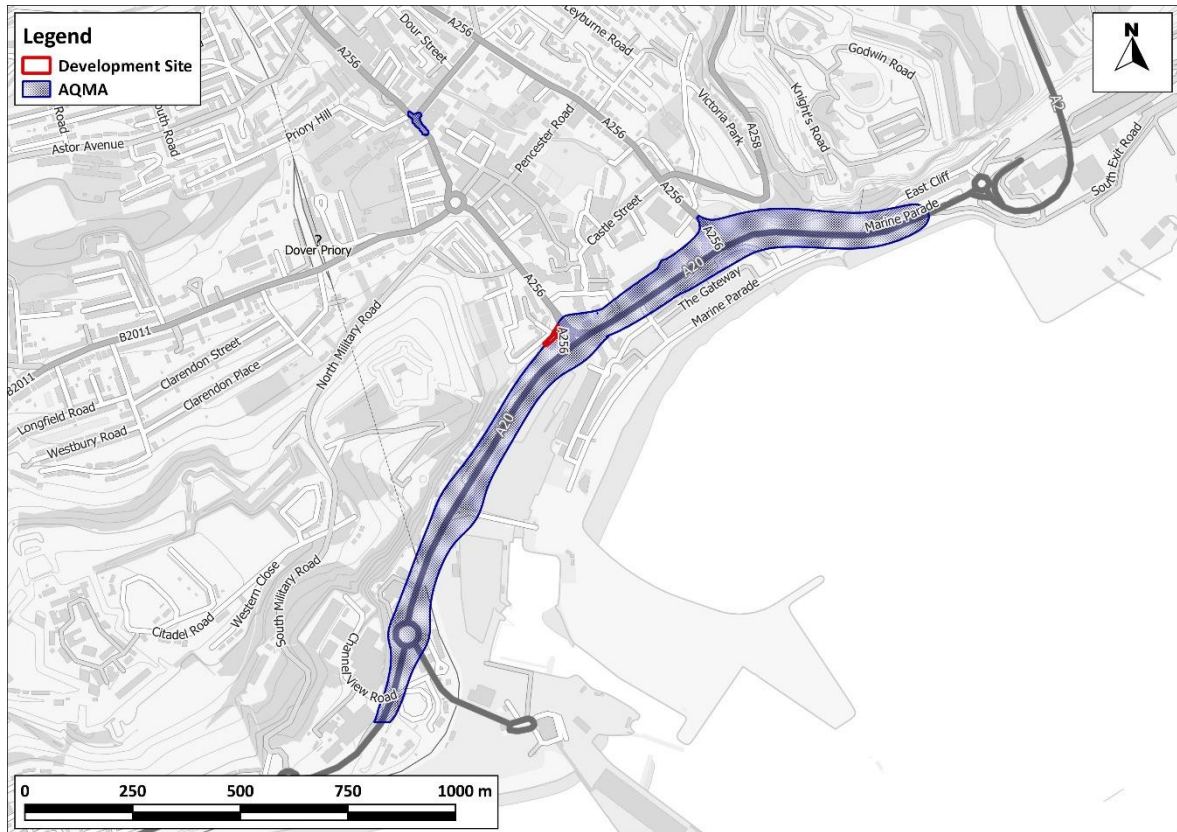 Legend
Development Site
AQMA
N
A256
Dour Street
A256
Leyburne Road
Godwin Road
A2
Road
South Road
Astor Avenue
Priory Hill
Pencester Road
A256
Victoria Park
A258
Knight's Road
South Exit Road
East Cliff
A256
Castle Street
Marine Parade
A256
Dover Priory
A20
The Gateway
Marine Parade
A256
A256
B2011
North Military Road
Clarendon Street
B2011
Clarendon Place
Longfield Road
Westbury Road
A20
Western Close
South Military Road
Citadel Road
Channel View Road
0 250 500 750 1000 m